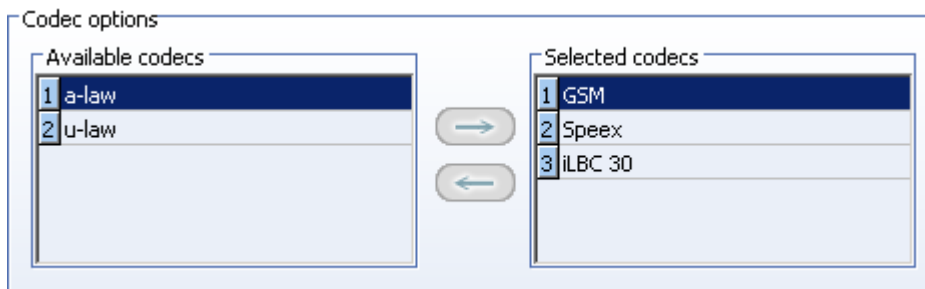 Codec options
Available codecs
1 a-law
2 u-law
Selected codecs
1 GSM
2 Speex
3 iLBC 30